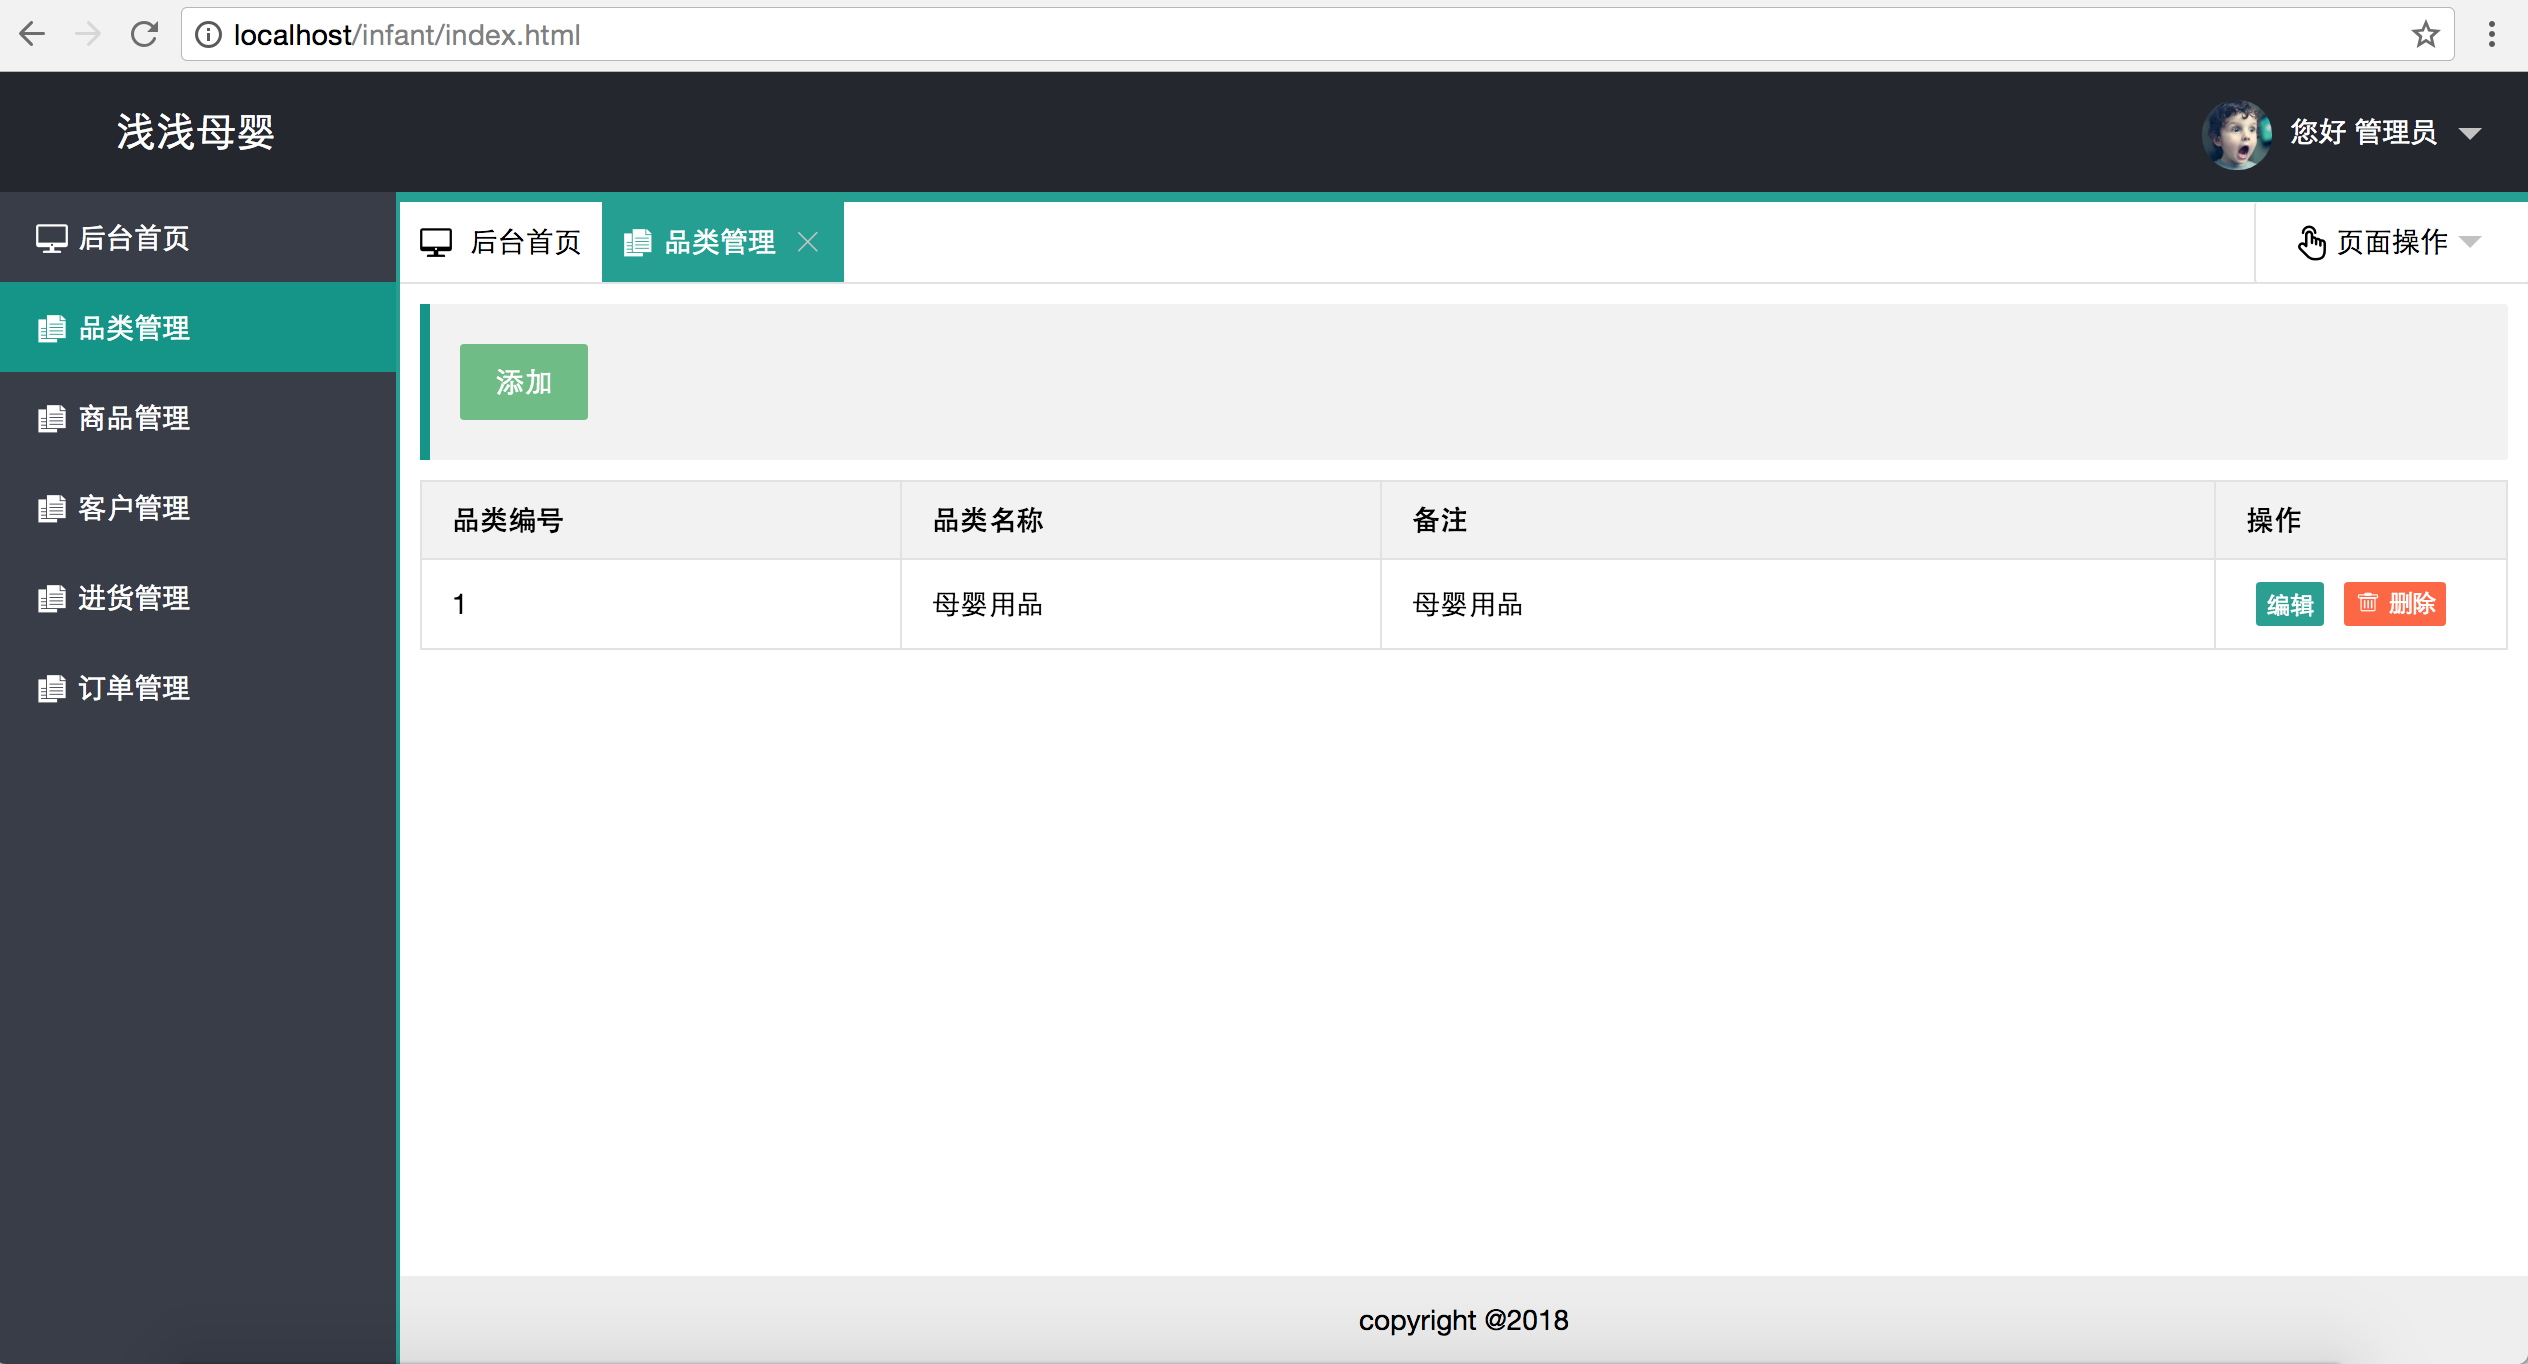 localhost/infant/index.html
浅浅母婴
您好 管理员
后台首页
品类管理
商品管理
客户管理
进货管理
订单管理
后台首页 品类管理
页面操作
添加
品类编号 品类名称 备注 操作
1 母婴用品 母婴用品 编辑 删除
copyright @2018